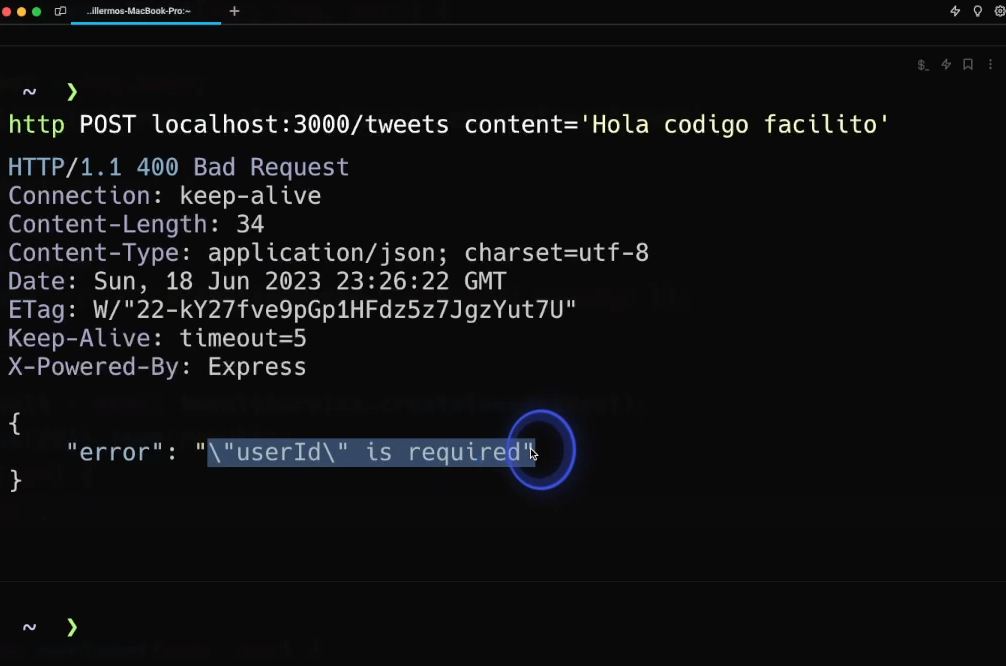 ..illermos-MacBook-Pro:~
+
$_
~ ❯
http POST localhost:3000/tweets content='Hola codigo facilito'
HTTP/1.1 400 Bad Request
Connection: keep-alive
Content-Length: 34
Content-Type: application/json; charset=utf-8
Date: Sun, 18 Jun 2023 23:26:22 GMT
ETag: W/"22-kY27fve9pGp1HFdz5z7JgzYut7U"
Keep-Alive: timeout=5
X-Powered-By: Express
{
"error": "\"userId\" is required"
}
~ ❯